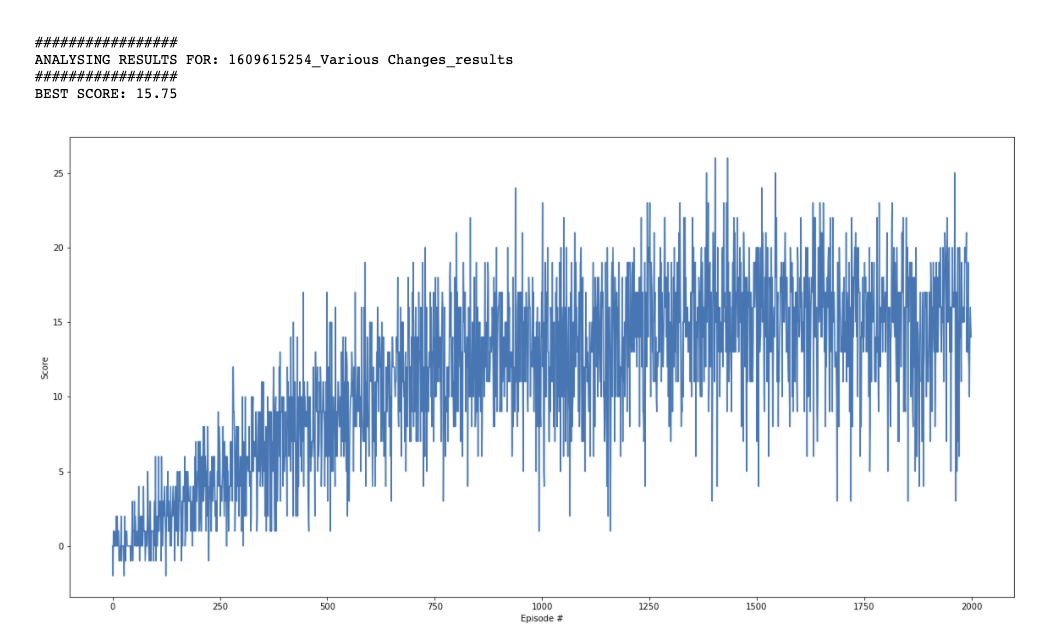 #################
ANALYSING RESULTS FOR: 1609615254_Various Changes_results
#################
BEST SCORE: 15.75
25
20
15
10
5
0
Score
0 250 500 750 1000 1250 1500 1750 2000
Episode #